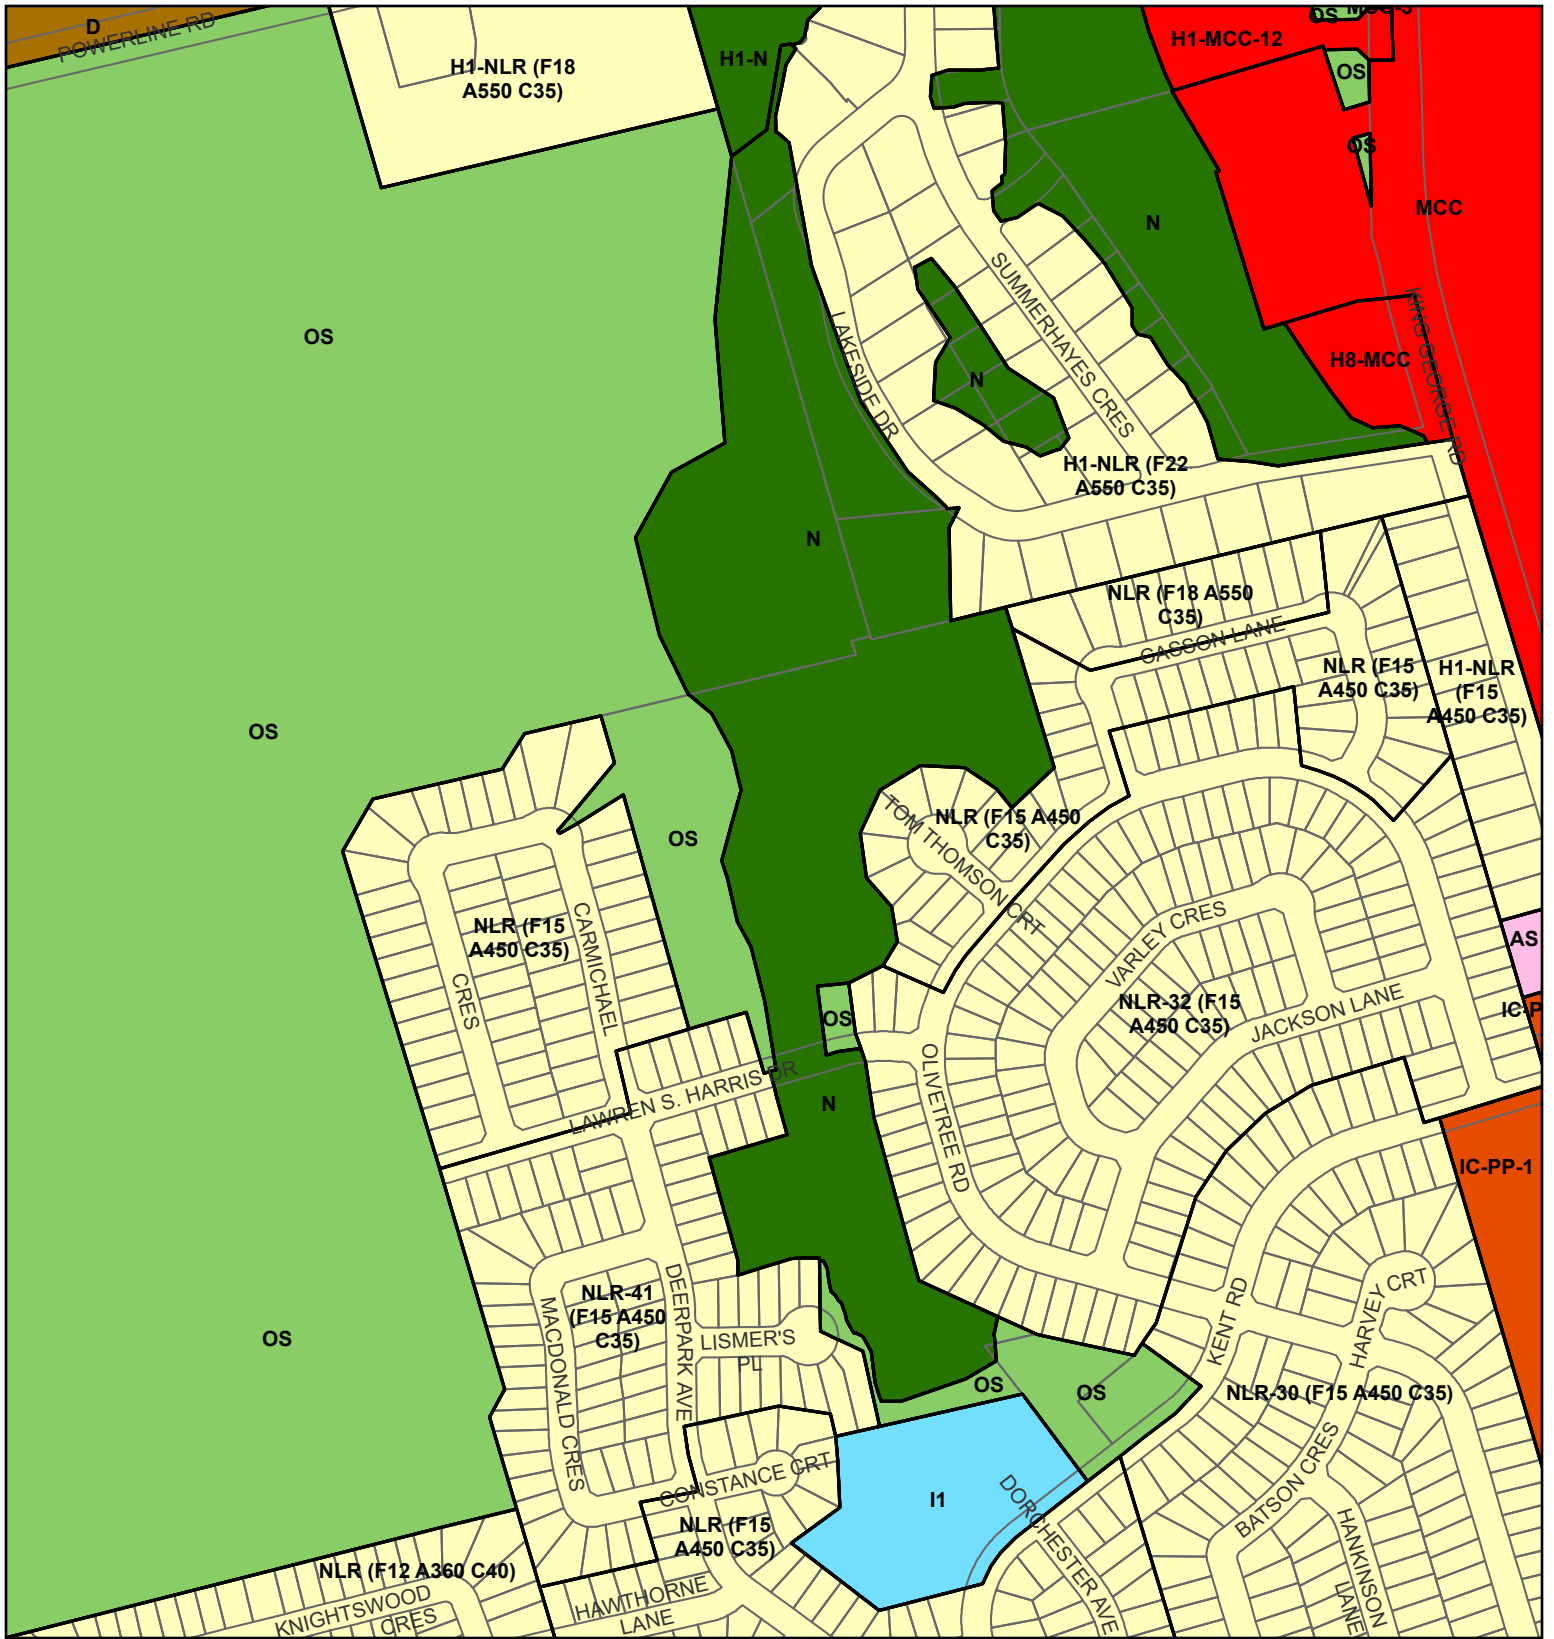 D
POWERLINE RD
H1-NLR (F18
A550 C35)
H1-N
OS
H1-MCC-12
OS
OS
MCC
N
OS
SUMMERHAYES CRES
LAKESIDE DR
KING GEORGE RD
H8-MCC
N
H1-NLR (F22
A550 C35)
N
NLR (F18 A550
C35)
CASSON LANE
NLR (F15
A450 C35)
H1-NLR
(F15
A450 C35)
OS
OS
TOM THOMSON CRT
NLR (F15 A450
C35)
NLR (F15
A450 C35)
CARMICHAEL
CRES
VARLEY CRES
AS
NLR-32 (F15
A450 C35)
JACKSON LANE
IC-P
OS
OLIVETREE RD
LAWREN S. HARRIS DR
N
IC-PP-1
DEERPARK AVE
NLR-41
(F15 A450
C35)
MACDONALD CRES
LISMER'S
PL
OS
KENT RD
HARVEY CRT
OS
OS
NLR-30 (F15 A450 C35)
BATSON CRES
CONSTANCE CRT
I1
DORCHESTER AVE
HANKINSON
LANE
NLR (F15
A450 C35)
NLR (F12 A360 C40)
KNIGHTSWOOD
CRES
HAWTHORNE
LANE